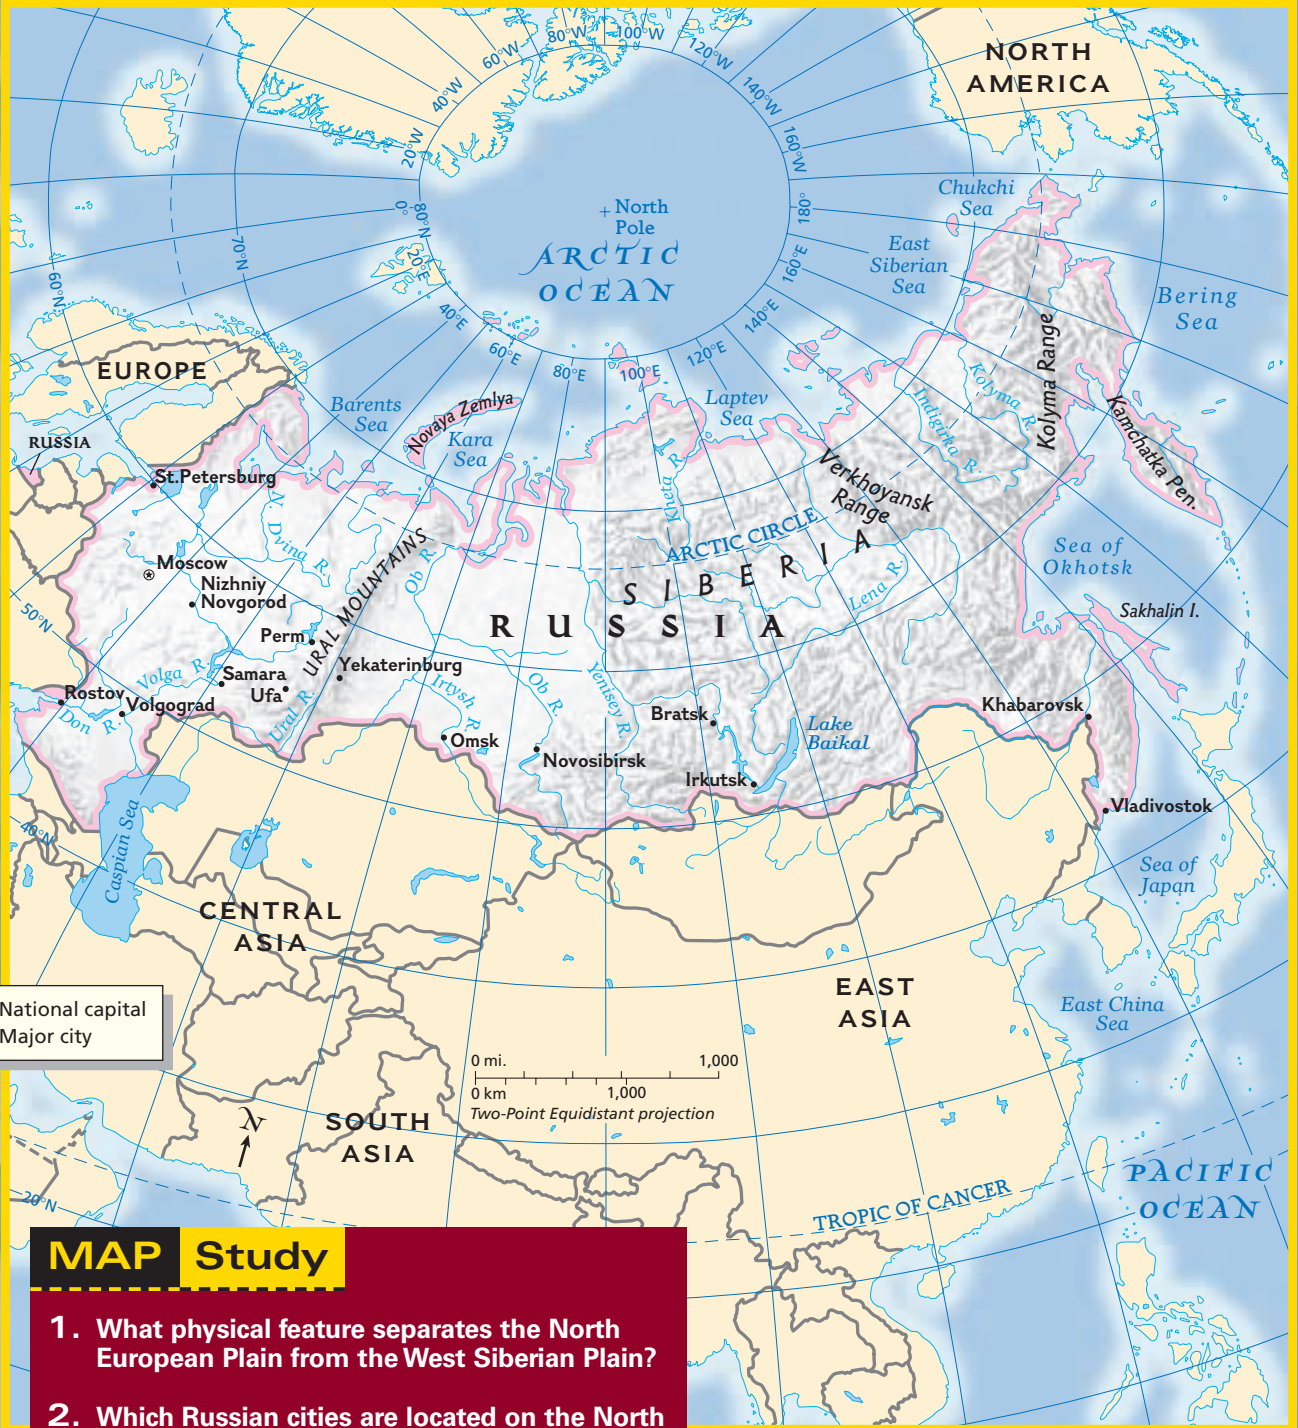 80°W
100°W
60°W
120°W
40°W
140°W
20°W
160°W
NORTH
AMERICA
0°
80°N
180°
North
Pole
ARCTIC
OCEAN
Chukchi
Sea
20°E
160°E
East
Siberian
Sea
70°N
60°N
40°E
140°E
Bering
Sea
60°E
80°E
100°E
120°E
EUROPE
RUSSIA
Barents
Sea
Novaya Zemlya
Kara
Sea
Laptev
Sea
Kolyma R.
Indigirka R.
Kolyma Range
Kamchatka Pen.
St.Petersburg
N. Dvina R.
Kheta R.
Verkhoyansk
Range
ARCTIC CIRCLE
Moscow
Nizhniy
Novgorod
URAL MOUNTAINS
Ob R.
SIBERIA
RUSSIA
Lena R.
Sea of
Okhotsk
Sakhalin I.
50°N
Perm
Yekaterinburg
Volga R.
Samara
Ufa
Ural R.
Irtysh R.
Ob R.
Yenisey R.
Rostov
Don R.
Volgograd
Omsk
Novosibirsk
Bratsk
Irkutsk
Lake
Baikal
Khabarovsk
Vladivostok
40°N
Caspian Sea
Sea of
Japan
CENTRAL
ASIA
EAST
ASIA
East China
Sea
National capital
Major city
0 mi.
1,000
0 km
1,000
Two-Point Equidistant projection
N
SOUTH
ASIA
20°N
TROPIC OF CANCER
PACIFIC
OCEAN
MAP Study
1. What physical feature separates the North
European Plain from the West Siberian Plain?
2. Which Russian cities are located on the North